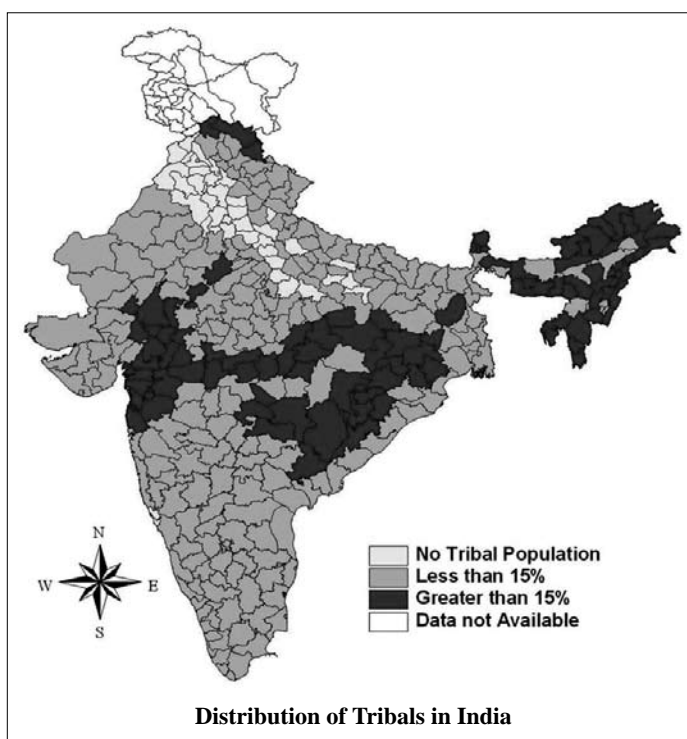 N
W E
S
No Tribal Population
Less than 15%
Greater than 15%
Data not Available
Distribution of Tribals in India